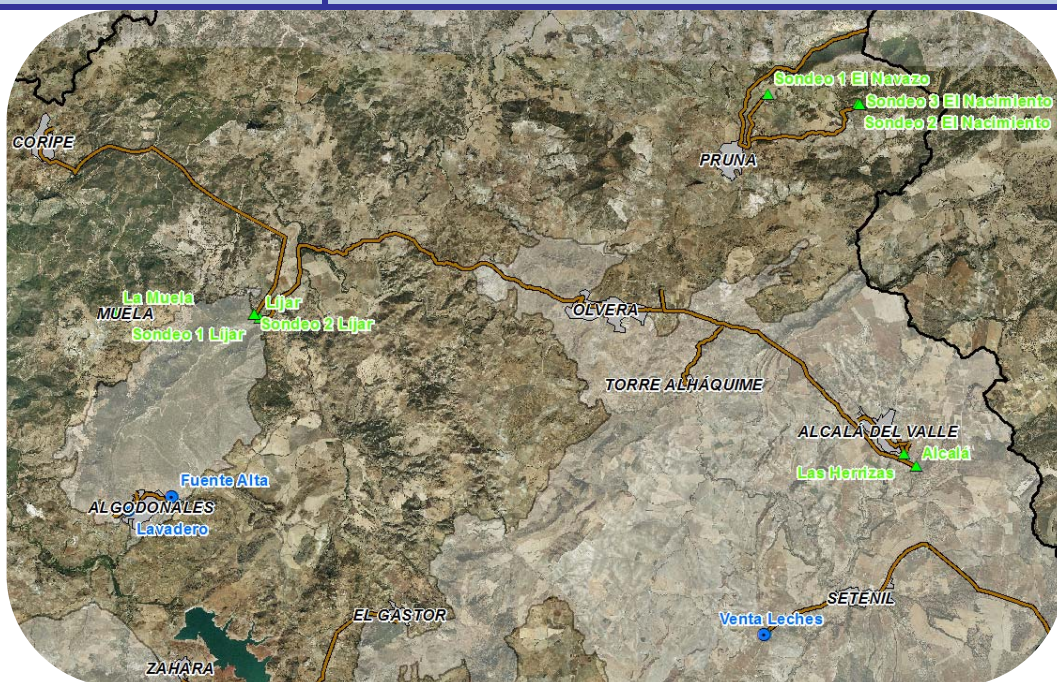 Sondeo 1 El Navazo
Sondeo 3 El Nacimiento
Sondeo 2 El Nacimiento
CORIPE
PRUNA
La Muela
Lijar
MUELA
OLVERA
Sondeo 2 Lijar
Sondeo 1 Lijar
TORRE ALHÁQUIME
ALCALÁ DEL VALLE
Alcalá
Las Herrizas
Fuente Alta
ALGODONALES
Lavadero
SETENIL
EL GASTOR
Venta Leches
ZAHARA